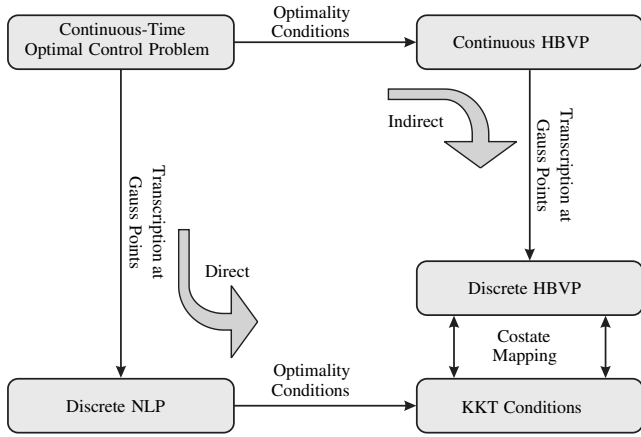 Continuous-Time
Optimal Control Problem
Optimality
Conditions
Continuous HBVP
Indirect
Transcription at
Gauss Points
Transcription at
Gauss Points
Direct
Discrete HBVP
Costate
Mapping
Discrete NLP
Optimality
Conditions
KKT Conditions